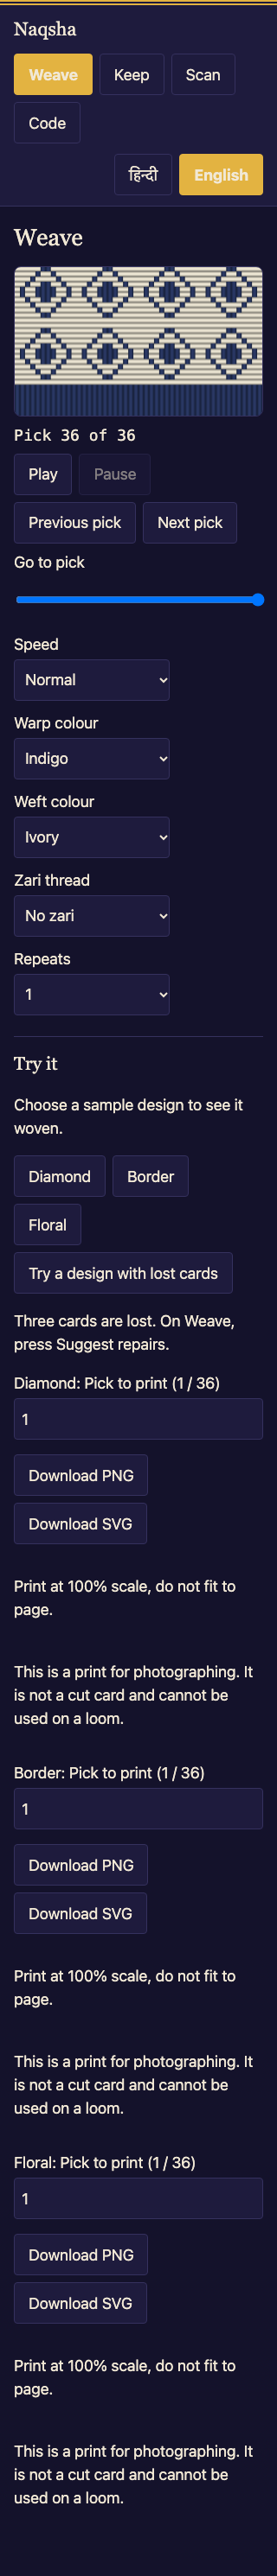 Naqsha
Weave
Keep
Scan
Code
हिन्दी
English
Weave
Pick 36 of 36
Play
Pause
Previous pick
Next pick
Go to pick
Speed
Normal
Warp colour
Indigo
Weft colour
Ivory
Zari thread
No zari
Repeats
1
Try it
Choose a sample design to see it
woven.
Diamond
Border
Floral
Try a design with lost cards
Three cards are lost. On Weave,
press Suggest repairs.
Diamond: Pick to print (1 / 36)
1
Download PNG
Download SVG
Print at 100% scale, do not fit to
page.
This is a print for photographing. It
is not a cut card and cannot be
used on a loom.
Border: Pick to print (1 / 36)
1
Download PNG
Download SVG
Print at 100% scale, do not fit to
page.
This is a print for photographing. It
is not a cut card and cannot be
used on a loom.
Floral: Pick to print (1 / 36)
1
Download PNG
Download SVG
Print at 100% scale, do not fit to
page.
This is a print for photographing. It
is not a cut card and cannot be
used on a loom.